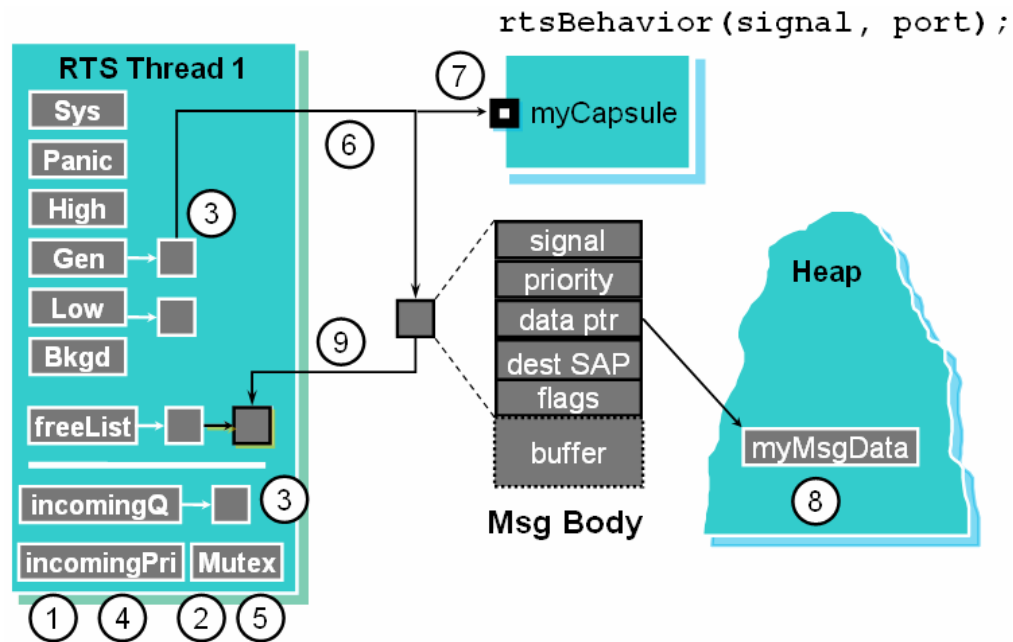 rtsBehavior(signal, port);
RTS Thread 1
Sys
Panic
High
Gen
Low
Bkgd
freeList
incomingQ
incomingPri
Mutex
1
4
2
5
3
3
6
7
myCapsule
9
signal
priority
data ptr
dest SAP
flags
buffer
Msg Body
Heap
myMsgData
8